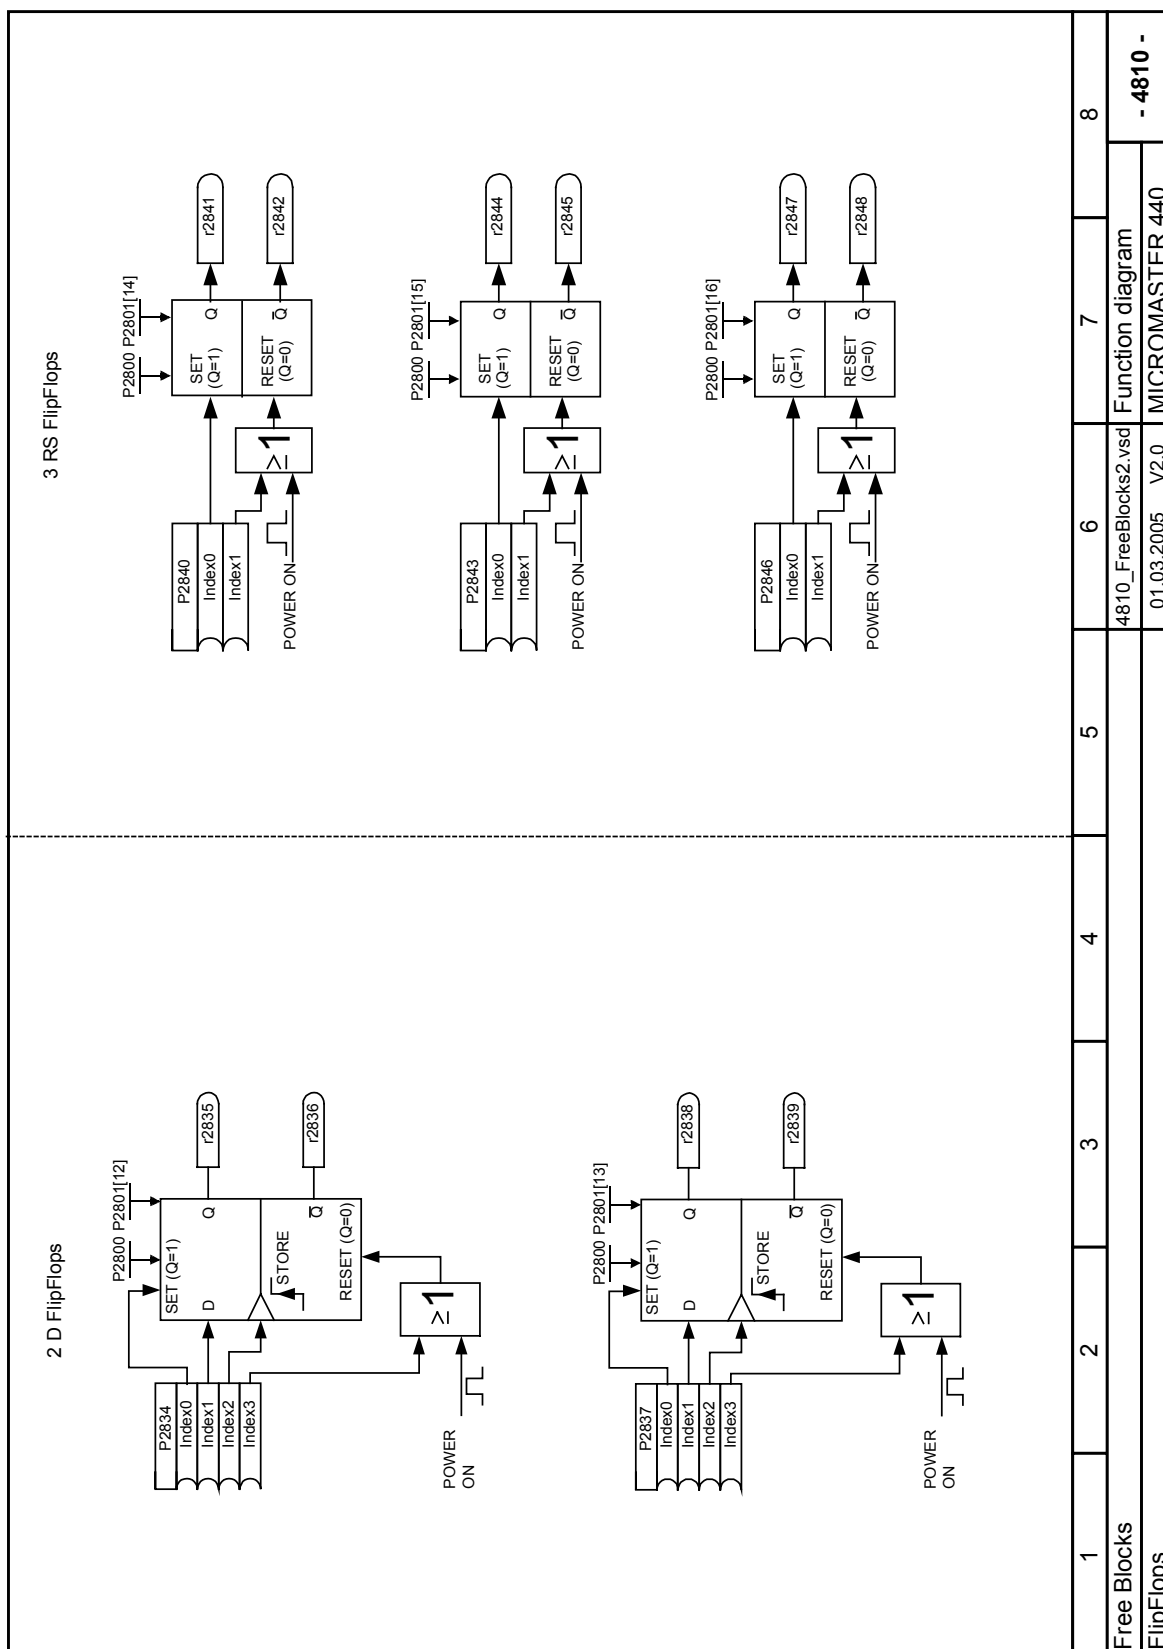 2 D FlipFlops
P2800 P2801[12]
P2834
Index0
Index1
Index2
Index3
SET (Q=1)
D
Q
STORE
Q
RESET (Q=0)
r2835
r2836
≥1
POWER
ON
P2800 P2801[13]
P2837
Index0
Index1
Index2
Index3
SET (Q=1)
D
Q
STORE
Q
RESET (Q=0)
r2838
r2839
≥1
POWER
ON
3 RS FlipFlops
P2800 P2801[14]
P2840
Index0
Index1
SET
(Q=1)
Q
RESET
(Q=0)
Q
r2841
r2842
≥1
POWER ON
P2800 P2801[15]
P2843
Index0
Index1
SET
(Q=1)
Q
RESET
(Q=0)
Q
r2844
r2845
≥1
POWER ON
P2800 P2801[16]
P2846
Index0
Index1
SET
(Q=1)
Q
RESET
(Q=0)
Q
r2847
r2848
≥1
POWER ON
1 2 3 4 5 6 7 8
Free Blocks 4810_FreeBlocks2.vsd Function diagram - 4810 -
FlipFlops 01.03.2005 V2.0 MICROMASTER 440